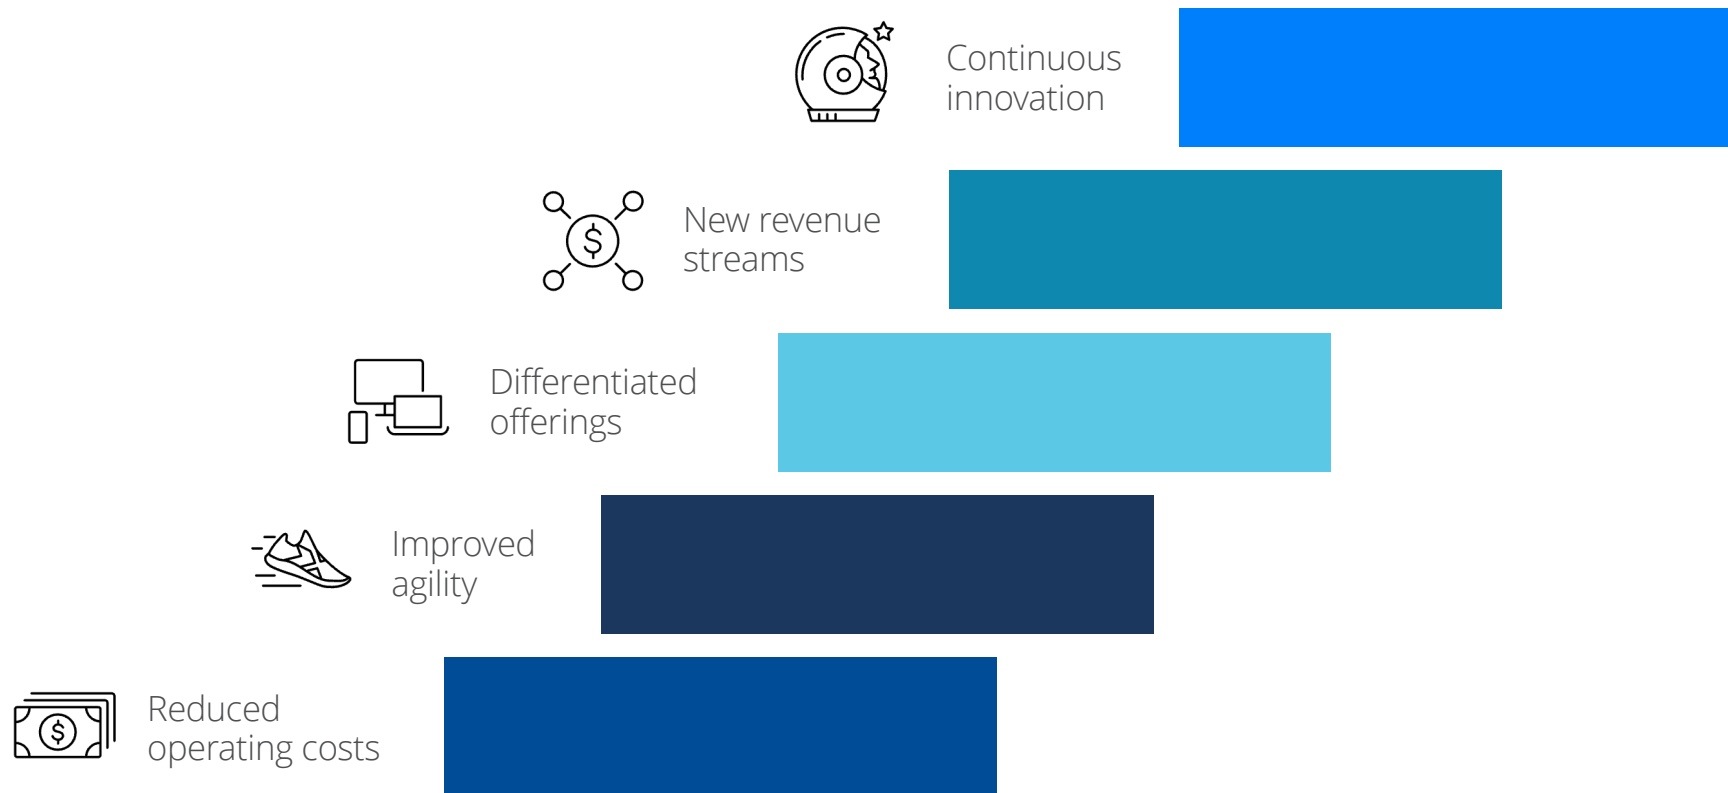 Continuous
innovation
New revenue
streams
Differentiated
offerings
Improved
agility
Reduced
operating costs